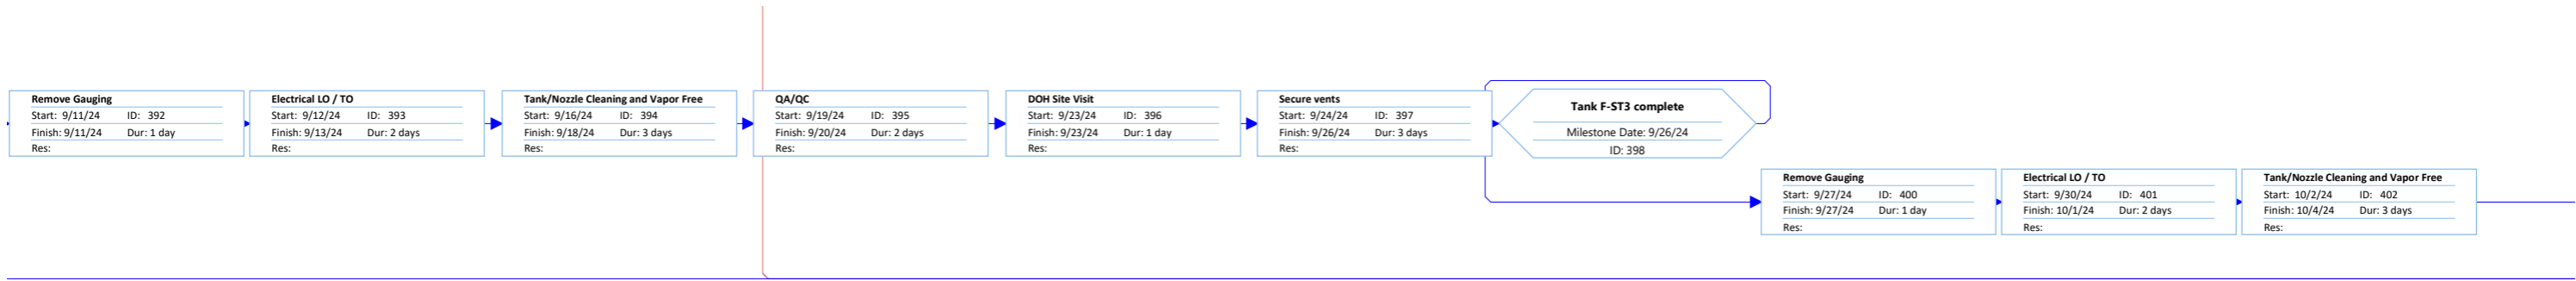 Remove Gauging
Start: 9/11/24 ID: 392
Finish: 9/11/24 Dur: 1 day
Res:
Electrical LO / TO
Start: 9/12/24 ID: 393
Finish: 9/13/24 Dur: 2 days
Res:
Tank/Nozzle Cleaning and Vapor Free
Start: 9/16/24 ID: 394
Finish: 9/18/24 Dur: 3 days
Res:
QA/QC
Start: 9/19/24 ID: 395
Finish: 9/20/24 Dur: 2 days
Res:
DOH Site Visit
Start: 9/23/24 ID: 396
Finish: 9/23/24 Dur: 1 day
Res:
Secure vents
Start: 9/24/24 ID: 397
Finish: 9/26/24 Dur: 3 days
Res:
Tank F-ST3 complete
Milestone Date: 9/26/24
ID: 398
Remove Gauging
Start: 9/27/24 ID: 400
Finish: 9/27/24 Dur: 1 day
Res:
Electrical LO / TO
Start: 9/30/24 ID: 401
Finish: 10/1/24 Dur: 2 days
Res:
Tank/Nozzle Cleaning and Vapor Free
Start: 10/2/24 ID: 402
Finish: 10/4/24 Dur: 3 days
Res: